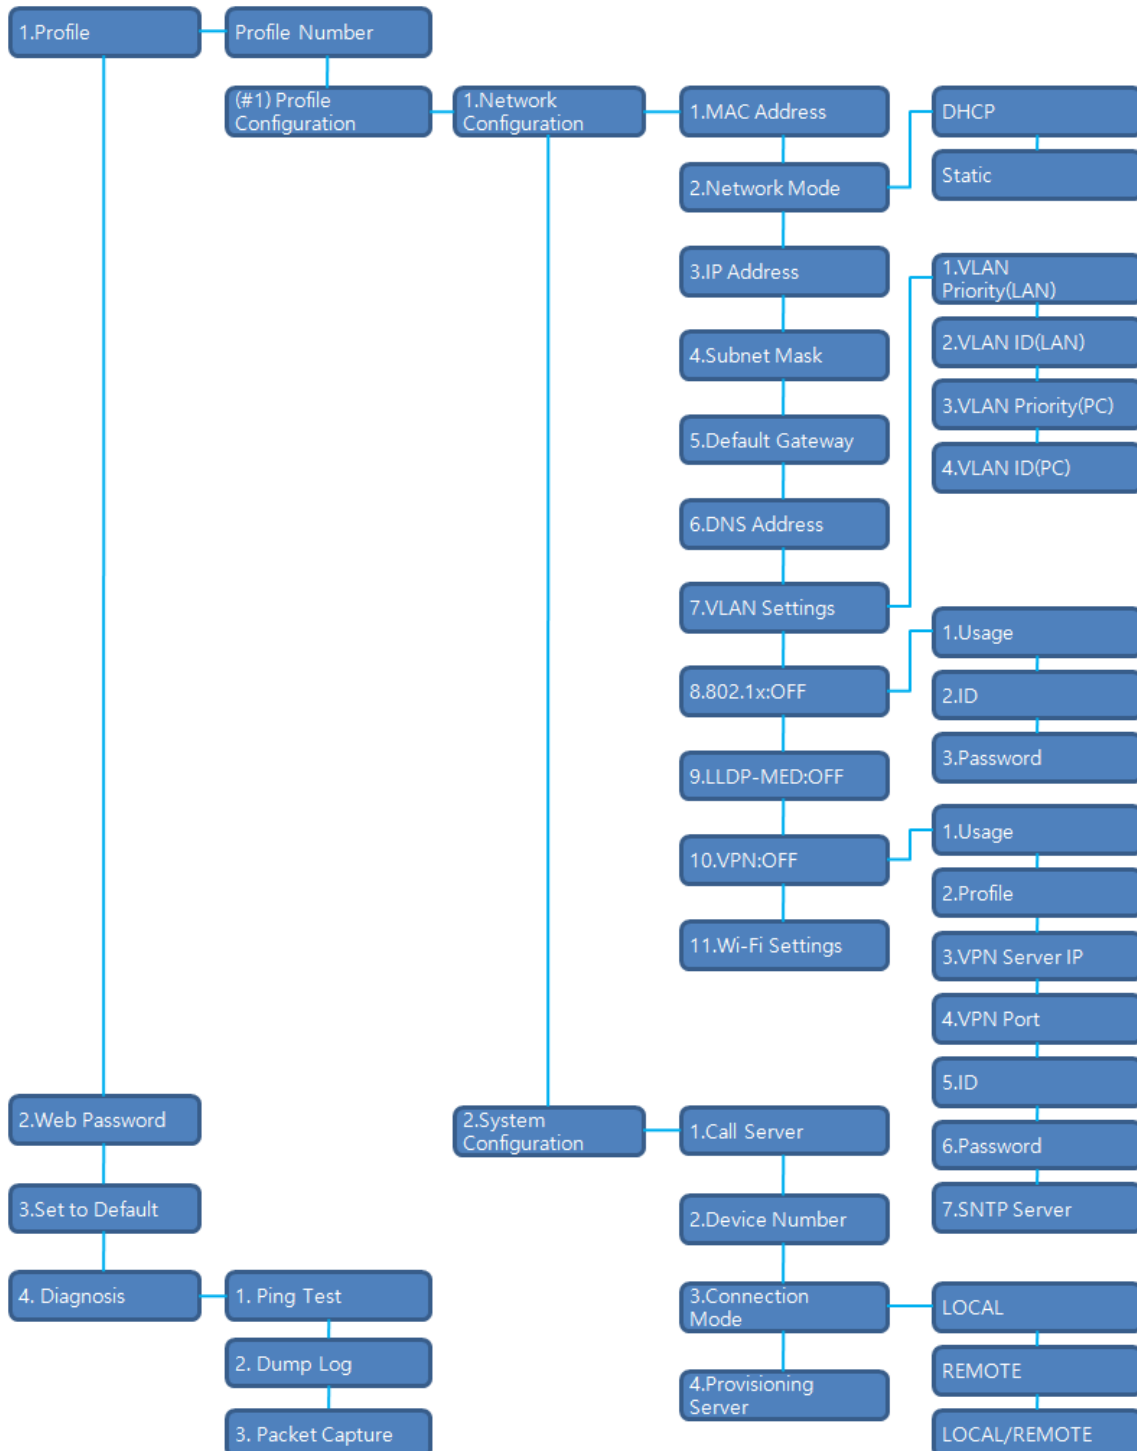 1.Profile
Profile Number
(#1) Profile
Configuration
1.Network
Configuration
1.MAC Address
2.Network Mode
DHCP
Static
3.IP Address
4.Subnet Mask
5.Default Gateway
6.DNS Address
7.VLAN Settings
1.VLAN
Priority(LAN)
2.VLAN ID(LAN)
3.VLAN Priority(PC)
4.VLAN ID(PC)
8.802.1x:OFF
1.Usage
2.ID
3.Password
9.LLDP-MED:OFF
10.VPN:OFF
1.Usage
2.Profile
3.VPN Server IP
4.VPN Port
5.ID
6.Password
7.SNTP Server
11.Wi-Fi Settings
2.System
Configuration
1.Call Server
2.Device Number
3.Connection
Mode
LOCAL
REMOTE
LOCAL/REMOTE
4.Provisioning
Server
2.Web Password
3.Set to Default
4. Diagnosis
1. Ping Test
2. Dump Log
3. Packet Capture